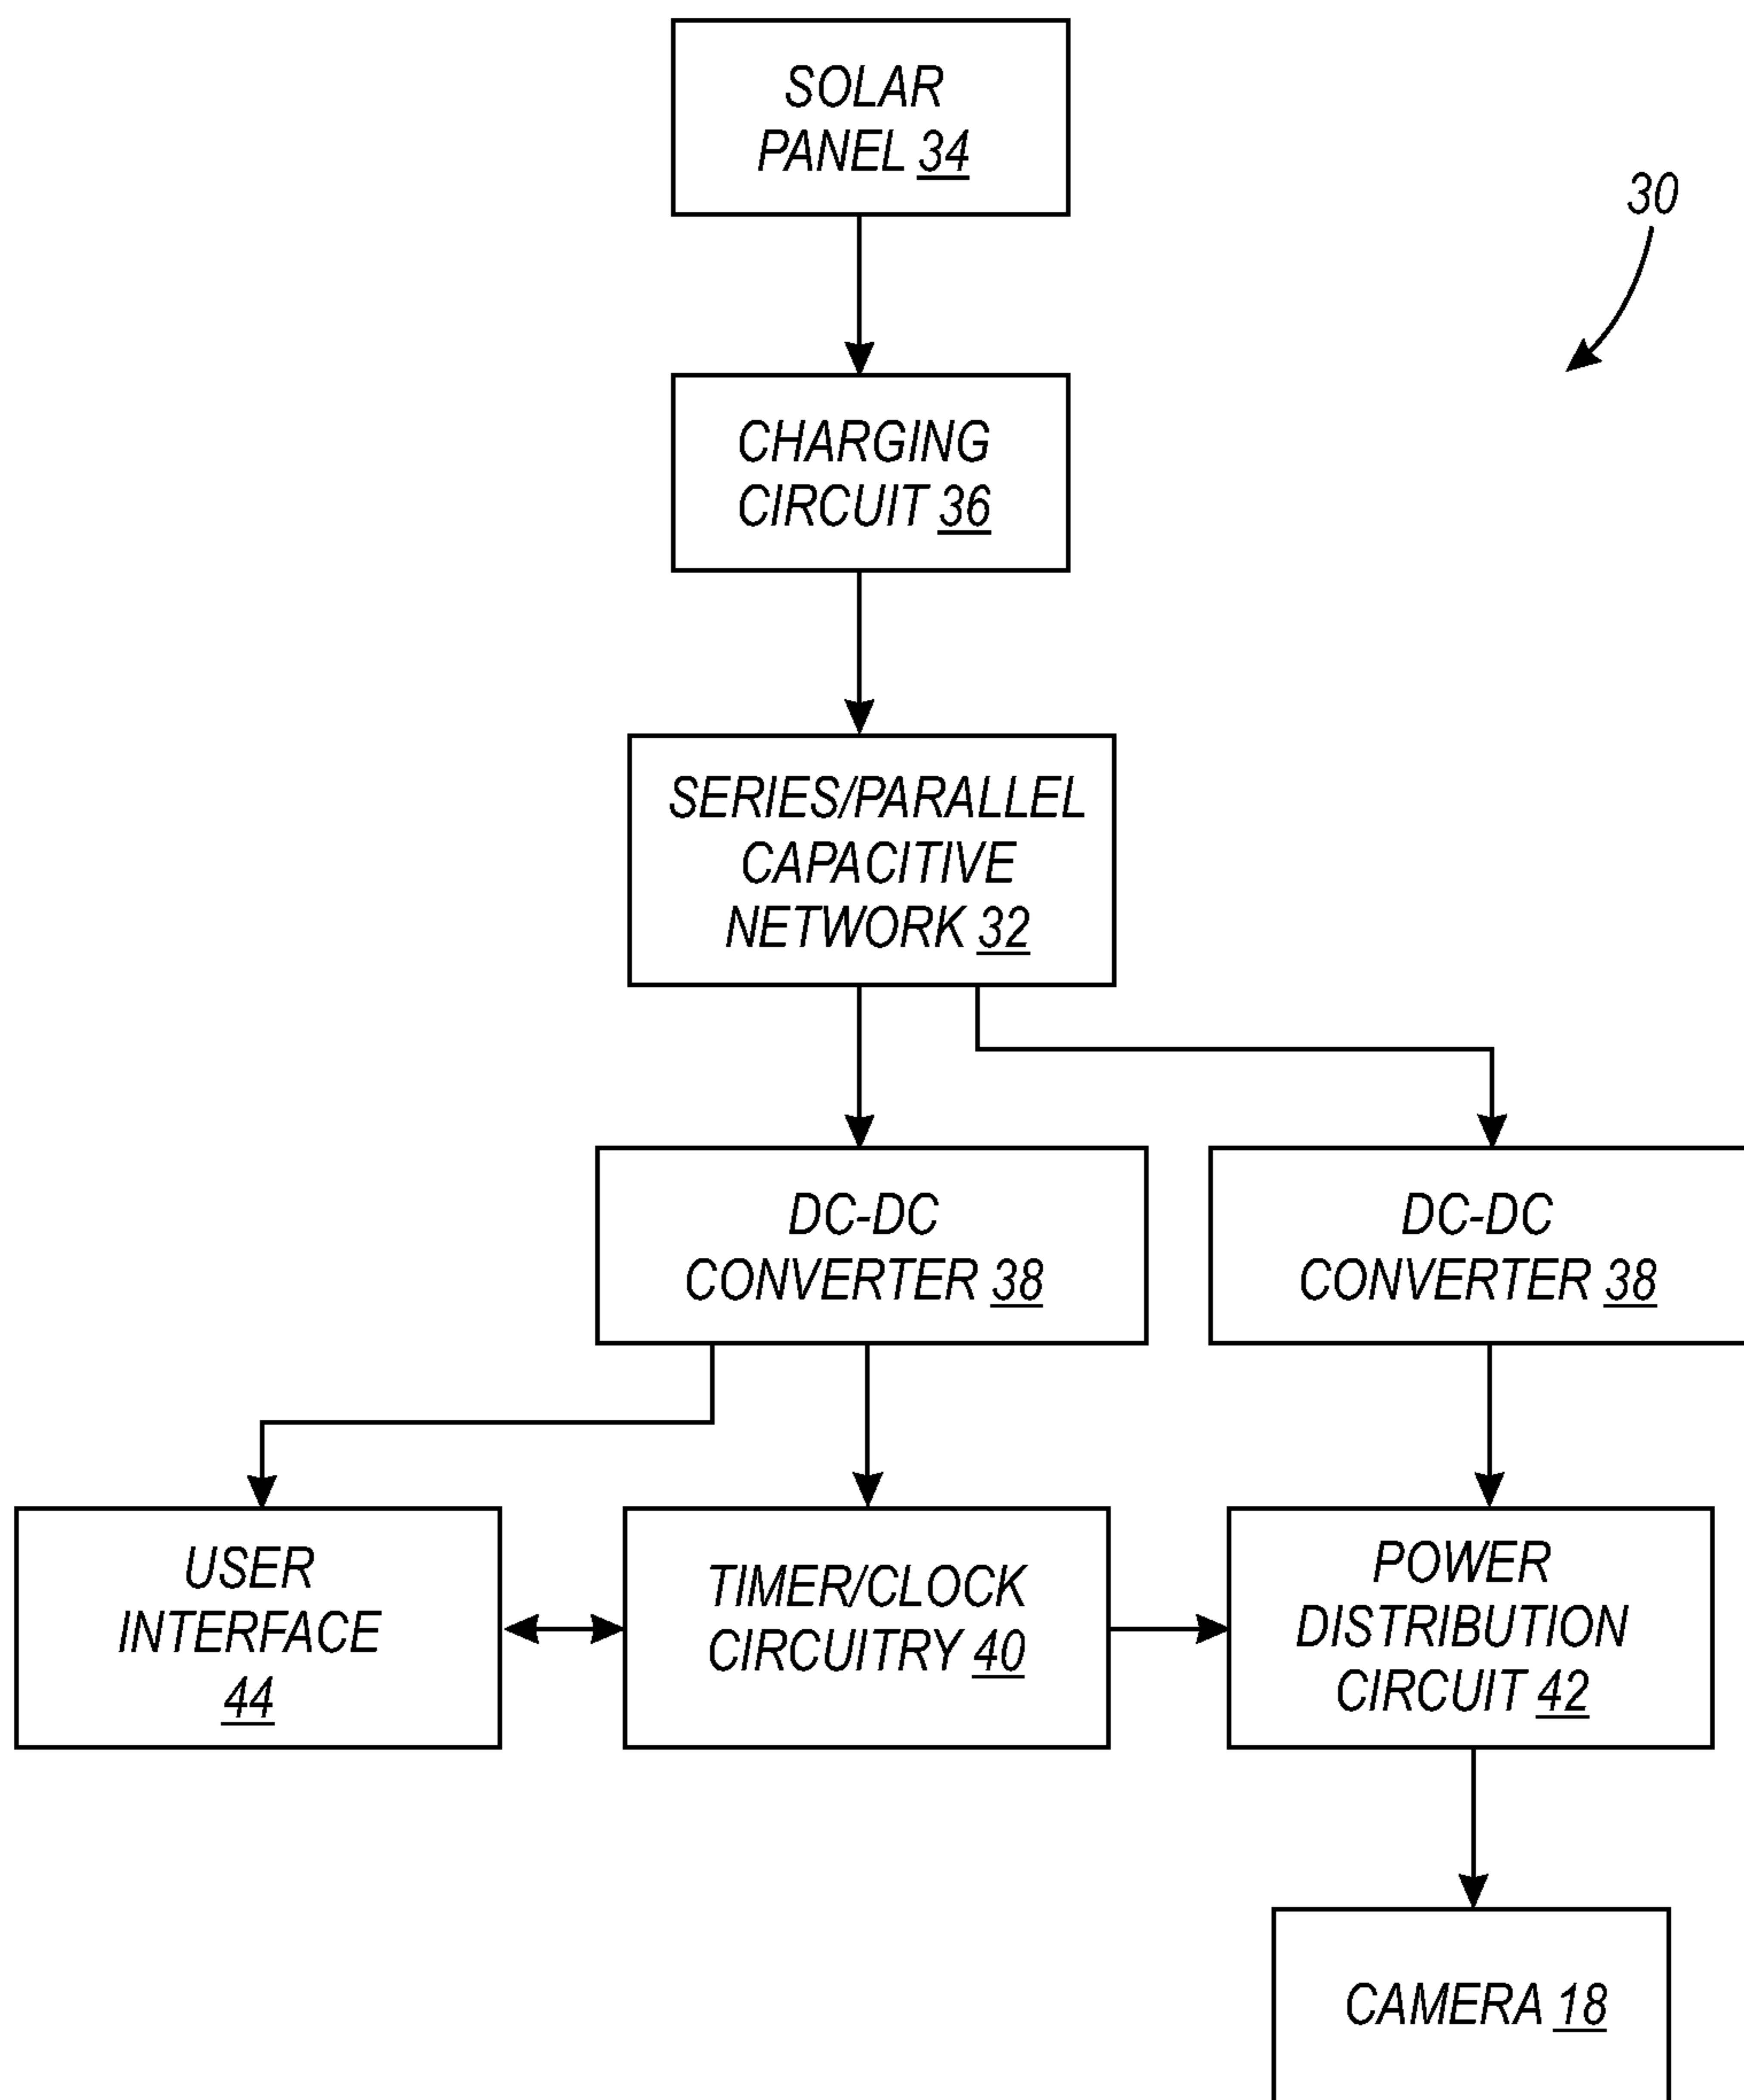 SOLAR
PANEL 34
30
CHARGING
CIRCUIT 36
SERIES/PARALLEL
CAPACITIVE
NETWORK 32
DC-DC
CONVERTER 38
DC-DC
CONVERTER 38
USER
INTERFACE
44
TIMER/CLOCK
CIRCUITRY 40
POWER
DISTRIBUTION
CIRCUIT 42
CAMERA 18